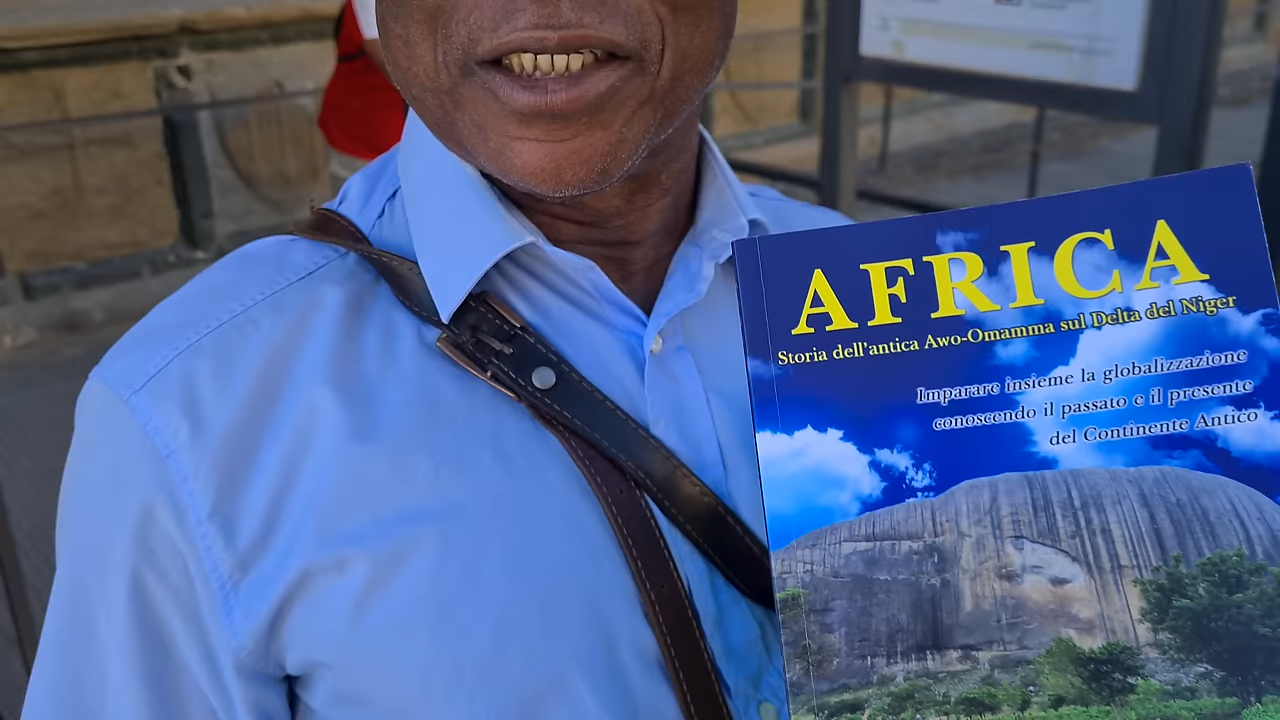 AFRICA
Storia dell'antica Awo-Omamma sul Delta del Niger
Imparare insieme la globalizzazione
conoscendo il passato e il presente
del Continente Antico